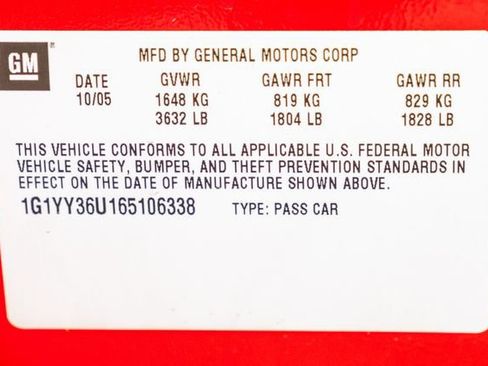 GM
MFD BY GENERAL MOTORS CORP
DATE GVWR GAWR FRT GAWR RR
10/05 1648 KG 819 KG 829 KG
3632 LB 1804 LB 1828 LB
THIS VEHICLE CONFORMS TO ALL APPLICABLE U.S. FEDERAL MOTOR
VEHICLE SAFETY, BUMPER, AND THEFT PREVENTION STANDARDS IN
EFFECT ON THE DATE OF MANUFACTURE SHOWN ABOVE.
1G1YY36U165106338 TYPE: PASS CAR